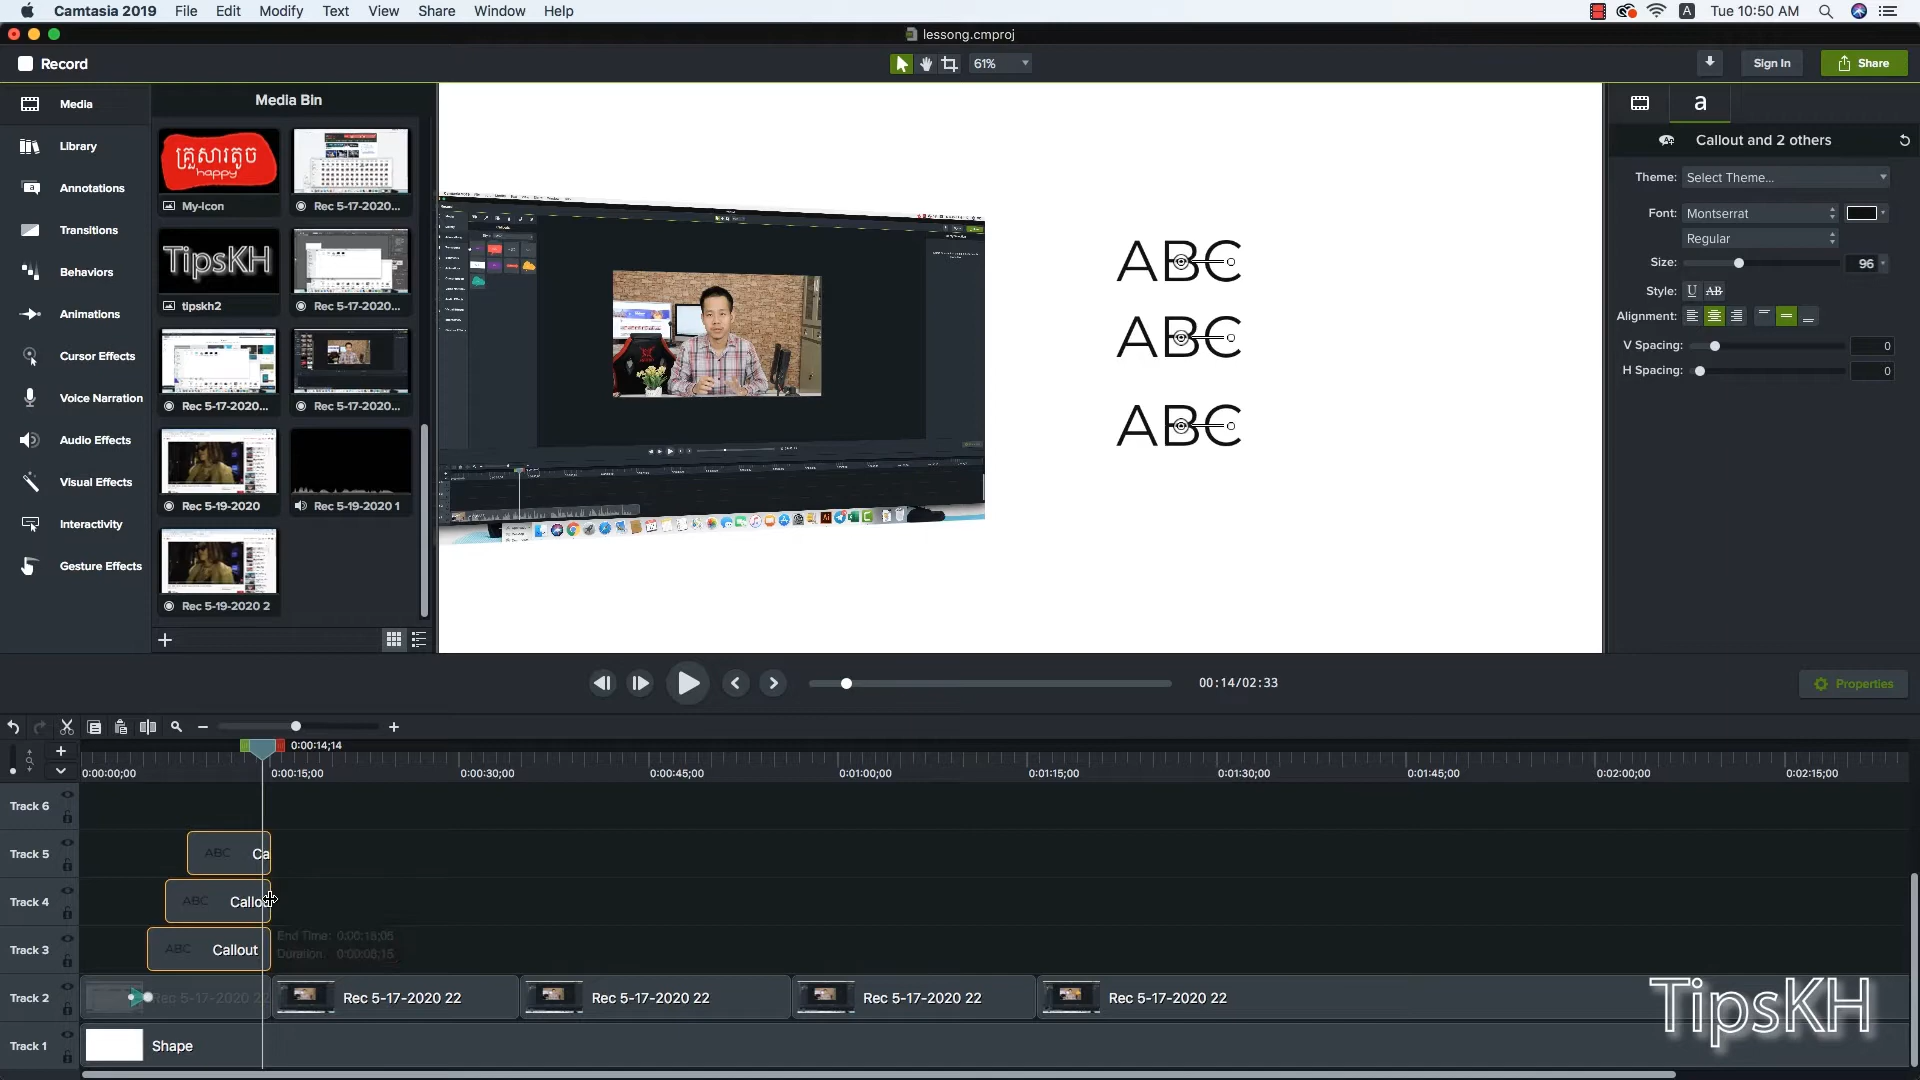 Camtasia 2019 File Edit Modify Text View Share Window Help
A Tue 10:50 AM
lessong.cmproj
Record
61%
Sign In
Share
Media
Library
Annotations
Transitions
Behaviors
Animations
Cursor Effects
Voice Narration
Audio Effects
Visual Effects
Interactivity
Gesture Effects
Media Bin
គ្រួសារតូច
happy
My-Icon
Rec 5-17-2020...
TipsKH
tipskh2
Rec 5-17-2020...
Rec 5-17-2020...
Rec 5-17-2020...
Rec 5-19-2020
Rec 5-19-2020 1
Rec 5-19-2020 2
ABC
ABC
ABC
a
Callout and 2 others
Theme: Select Theme...
Font: Montserrat
Regular
Size: 96
Style: U AB
Alignment:
V Spacing: 0
H Spacing: 0
00:14/02:33
Properties
0:00:14;14
0:00:00;00 0:00:15;00 0:00:30;00 0:00:45;00 0:01:00;00 0:01:15;00 0:01:30;00 0:01:45;00 0:02:00;00 0:02:15;00
Track 6
Track 5 ABC Ca
Track 4 ABC Callou
Track 3 ABC Callout
End Time: 0:00:15;05
Duration: 0:00:08;15
Track 2 Rec 5-17-2020 22 Rec 5-17-2020 22 Rec 5-17-2020 22 Rec 5-17-2020 22 Rec 5-17-2020 22
Track 1 Shape
TipsKH